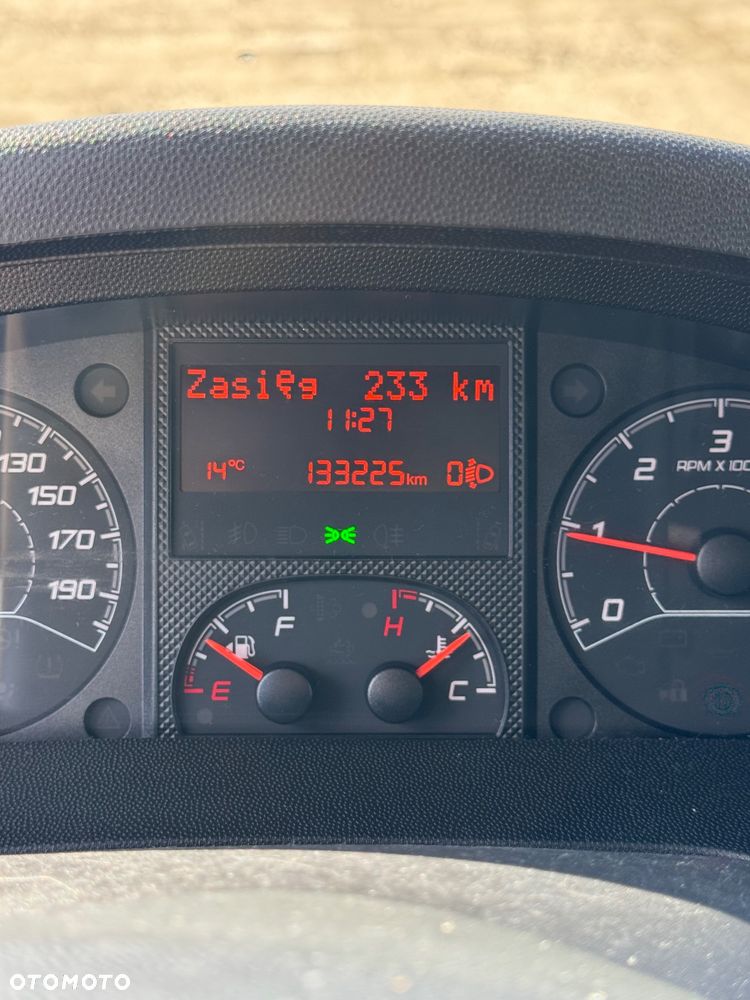 Zasięg 233 km
11:27
14°C 133225km 0
130
150
170
190
3
2 RPM X 100
1
0
F H
E C
OTOMOTO